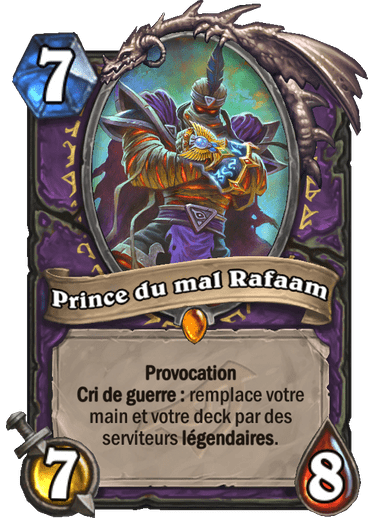 7
Prince du mal Rafaam
Provocation
Cri de guerre : remplace votre
main et votre deck par des
serviteurs légendaires.
7
8